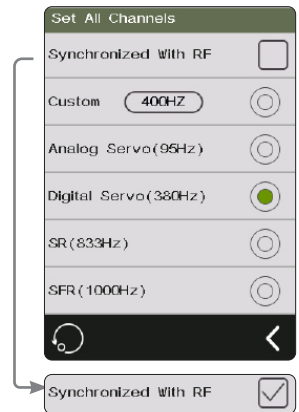 Set All Channels
Synchronized With RF
Custom 400HZ
Analog Servo(95Hz)
Digital Servo(380Hz)
SR(833Hz)
SFR(1000Hz)
Synchronized With RF